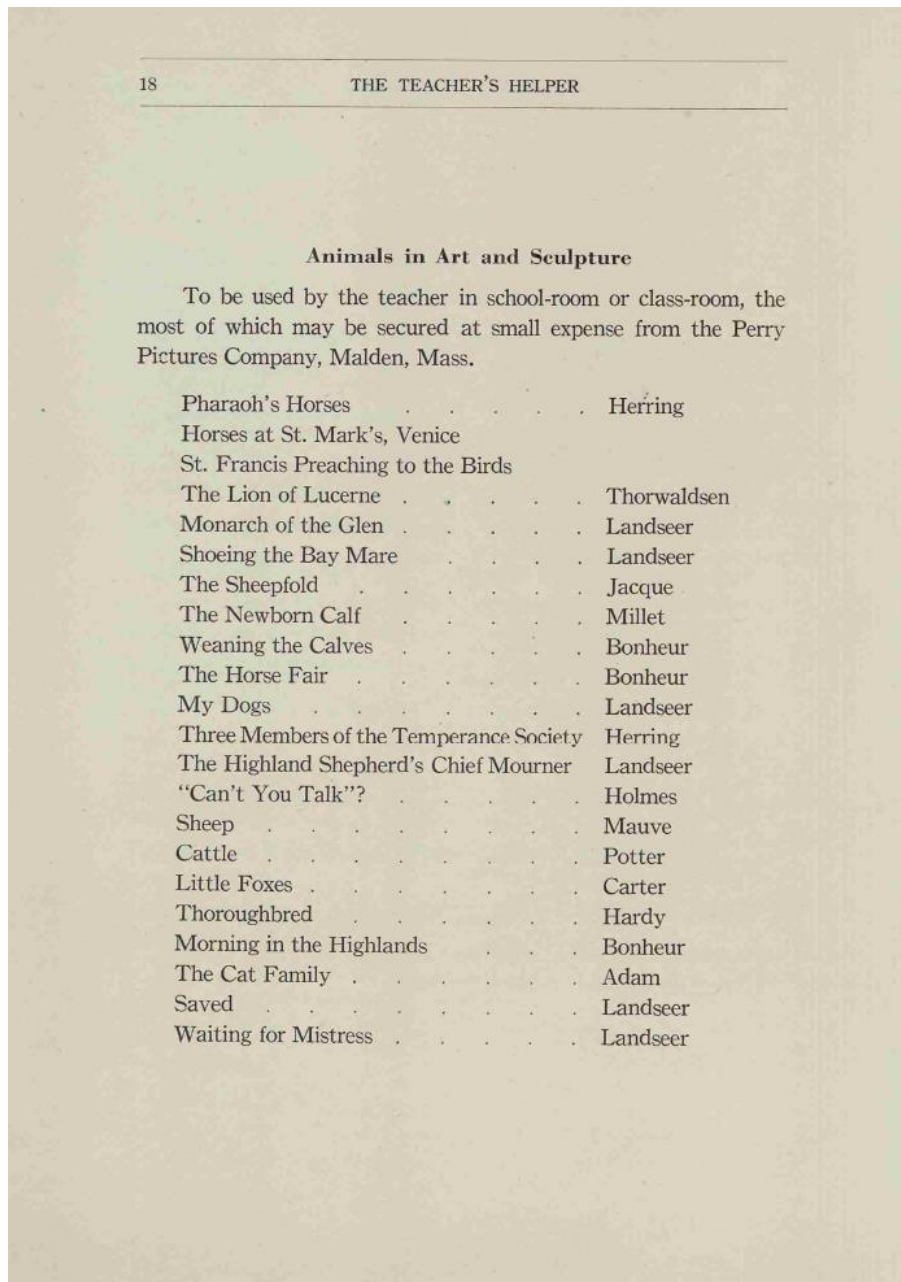 18 THE TEACHER'S HELPER
Animals in Art and Sculpture
To be used by the teacher in school-room or class-room, the
most of which may be secured at small expense from the Perry
Pictures Company, Malden, Mass.
Pharaoh's Horses . . . . . Herring
Horses at St. Mark's, Venice
St. Francis Preaching to the Birds
The Lion of Lucerne . . . . . Thorwaldsen
Monarch of the Glen . . . . . Landseer
Shoeing the Bay Mare . . . . Landseer
The Sheepfold . . . . . . Jacque
The Newborn Calf . . . . . Millet
Weaning the Calves . . . . . Bonheur
The Horse Fair . . . . . . Bonheur
My Dogs . . . . . . . Landseer
Three Members of the Temperance Society Herring
The Highland Shepherd's Chief Mourner Landseer
"Can't You Talk"? . . . . . Holmes
Sheep . . . . . . . . Mauve
Cattle . . . . . . . . Potter
Little Foxes . . . . . . . Carter
Thoroughbred . . . . . . Hardy
Morning in the Highlands . . . Bonheur
The Cat Family . . . . . . Adam
Saved . . . . . . . . Landseer
Waiting for Mistress . . . . . Landseer